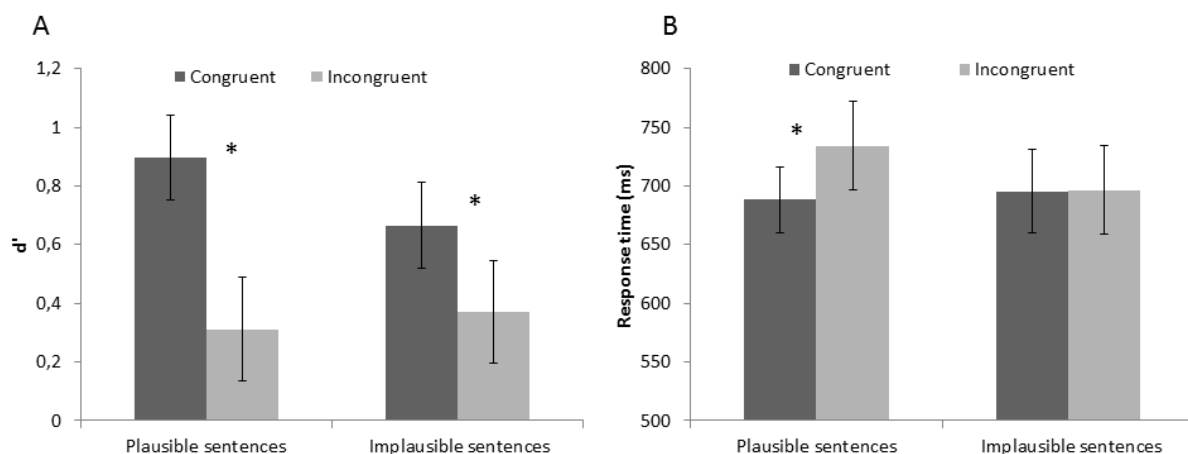 A
Congruent Incongruent
1,2
1
0,8
0,6
0,4
0,2
0
d'
*
*
Plausible sentences Implausible sentences
B
Congruent Incongruent
800
750
700
650
600
550
500
Response time (ms)
*
Plausible sentences Implausible sentences